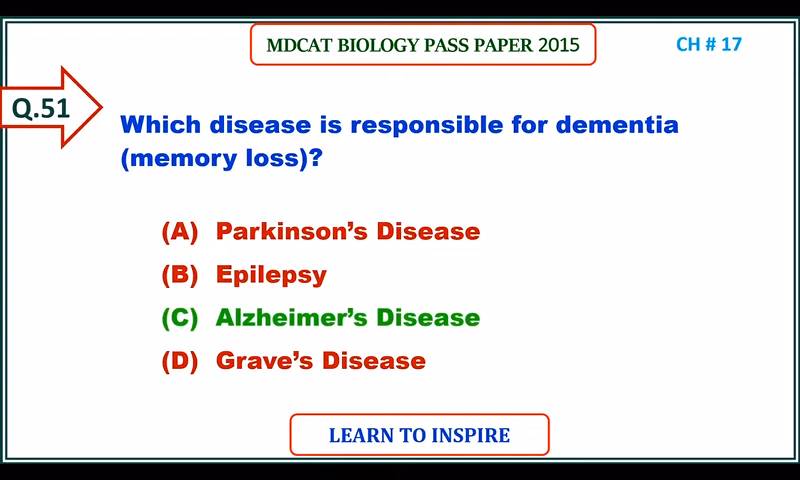 MDCAT BIOLOGY PASS PAPER 2015
CH # 17
Q.51
Which disease is responsible for dementia
(memory loss)?
(A) Parkinson's Disease
(B) Epilepsy
(C) Alzheimer's Disease
(D) Grave's Disease
LEARN TO INSPIRE